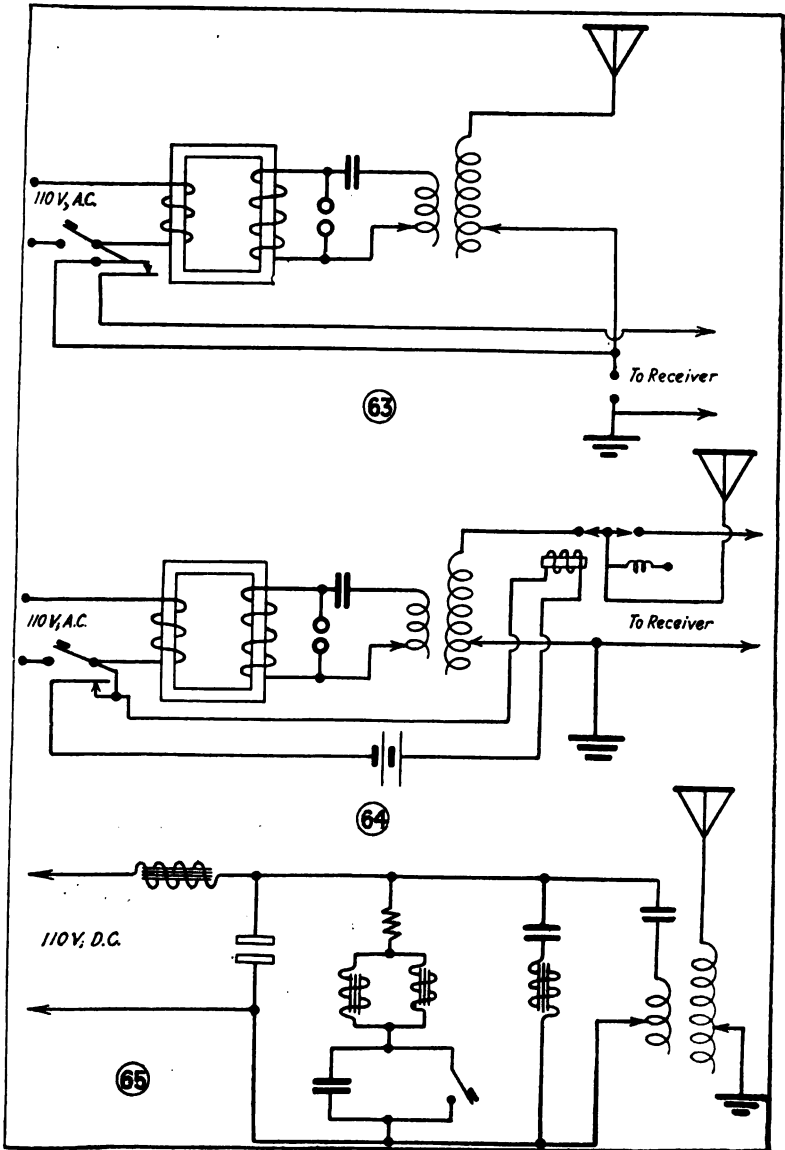 110 V, A.C.
To Receiver
63
110 V, A.C.
To Receiver
64
110 V, D.C.
65